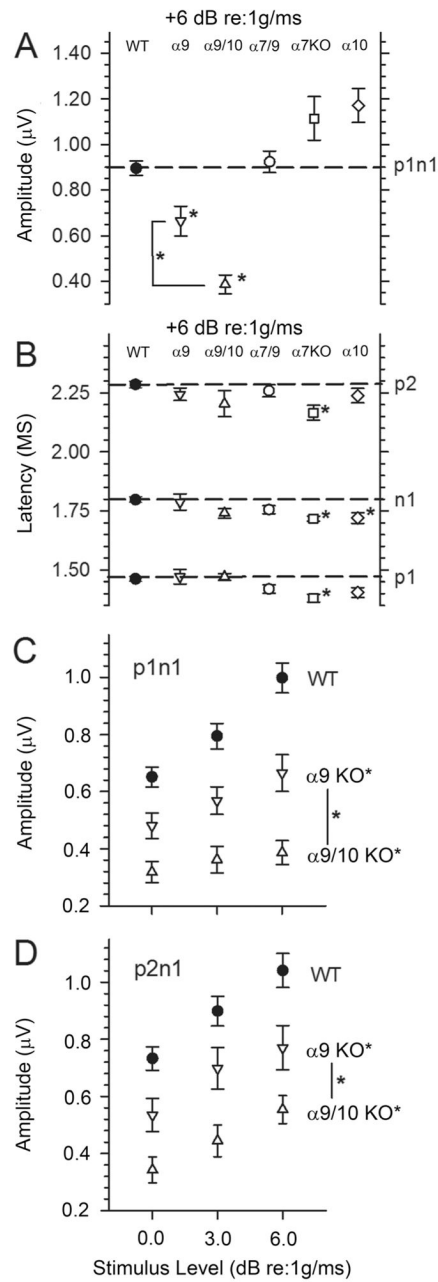 A
+6 dB re:1g/ms
WT α9 α9/10 α7/9 α7KO α10
Amplitude (μV)
1.40
1.20
1.00
0.80
0.60
0.40
p1n1
*
*
*
B
+6 dB re:1g/ms
WT α9 α9/10 α7/9 α7KO α10
Latency (MS)
2.25
2.00
1.75
1.50
p2
n1
p1
*
*
*
*
C
p1n1
Amplitude (μV)
1.0
0.8
0.6
0.4
0.2
WT
α9 KO*
*
α9/10 KO*
D
p2n1
Amplitude (μV)
1.0
0.8
0.6
0.4
0.2
WT
α9 KO*
*
α9/10 KO*
0.0 3.0 6.0
Stimulus Level (dB re:1g/ms)